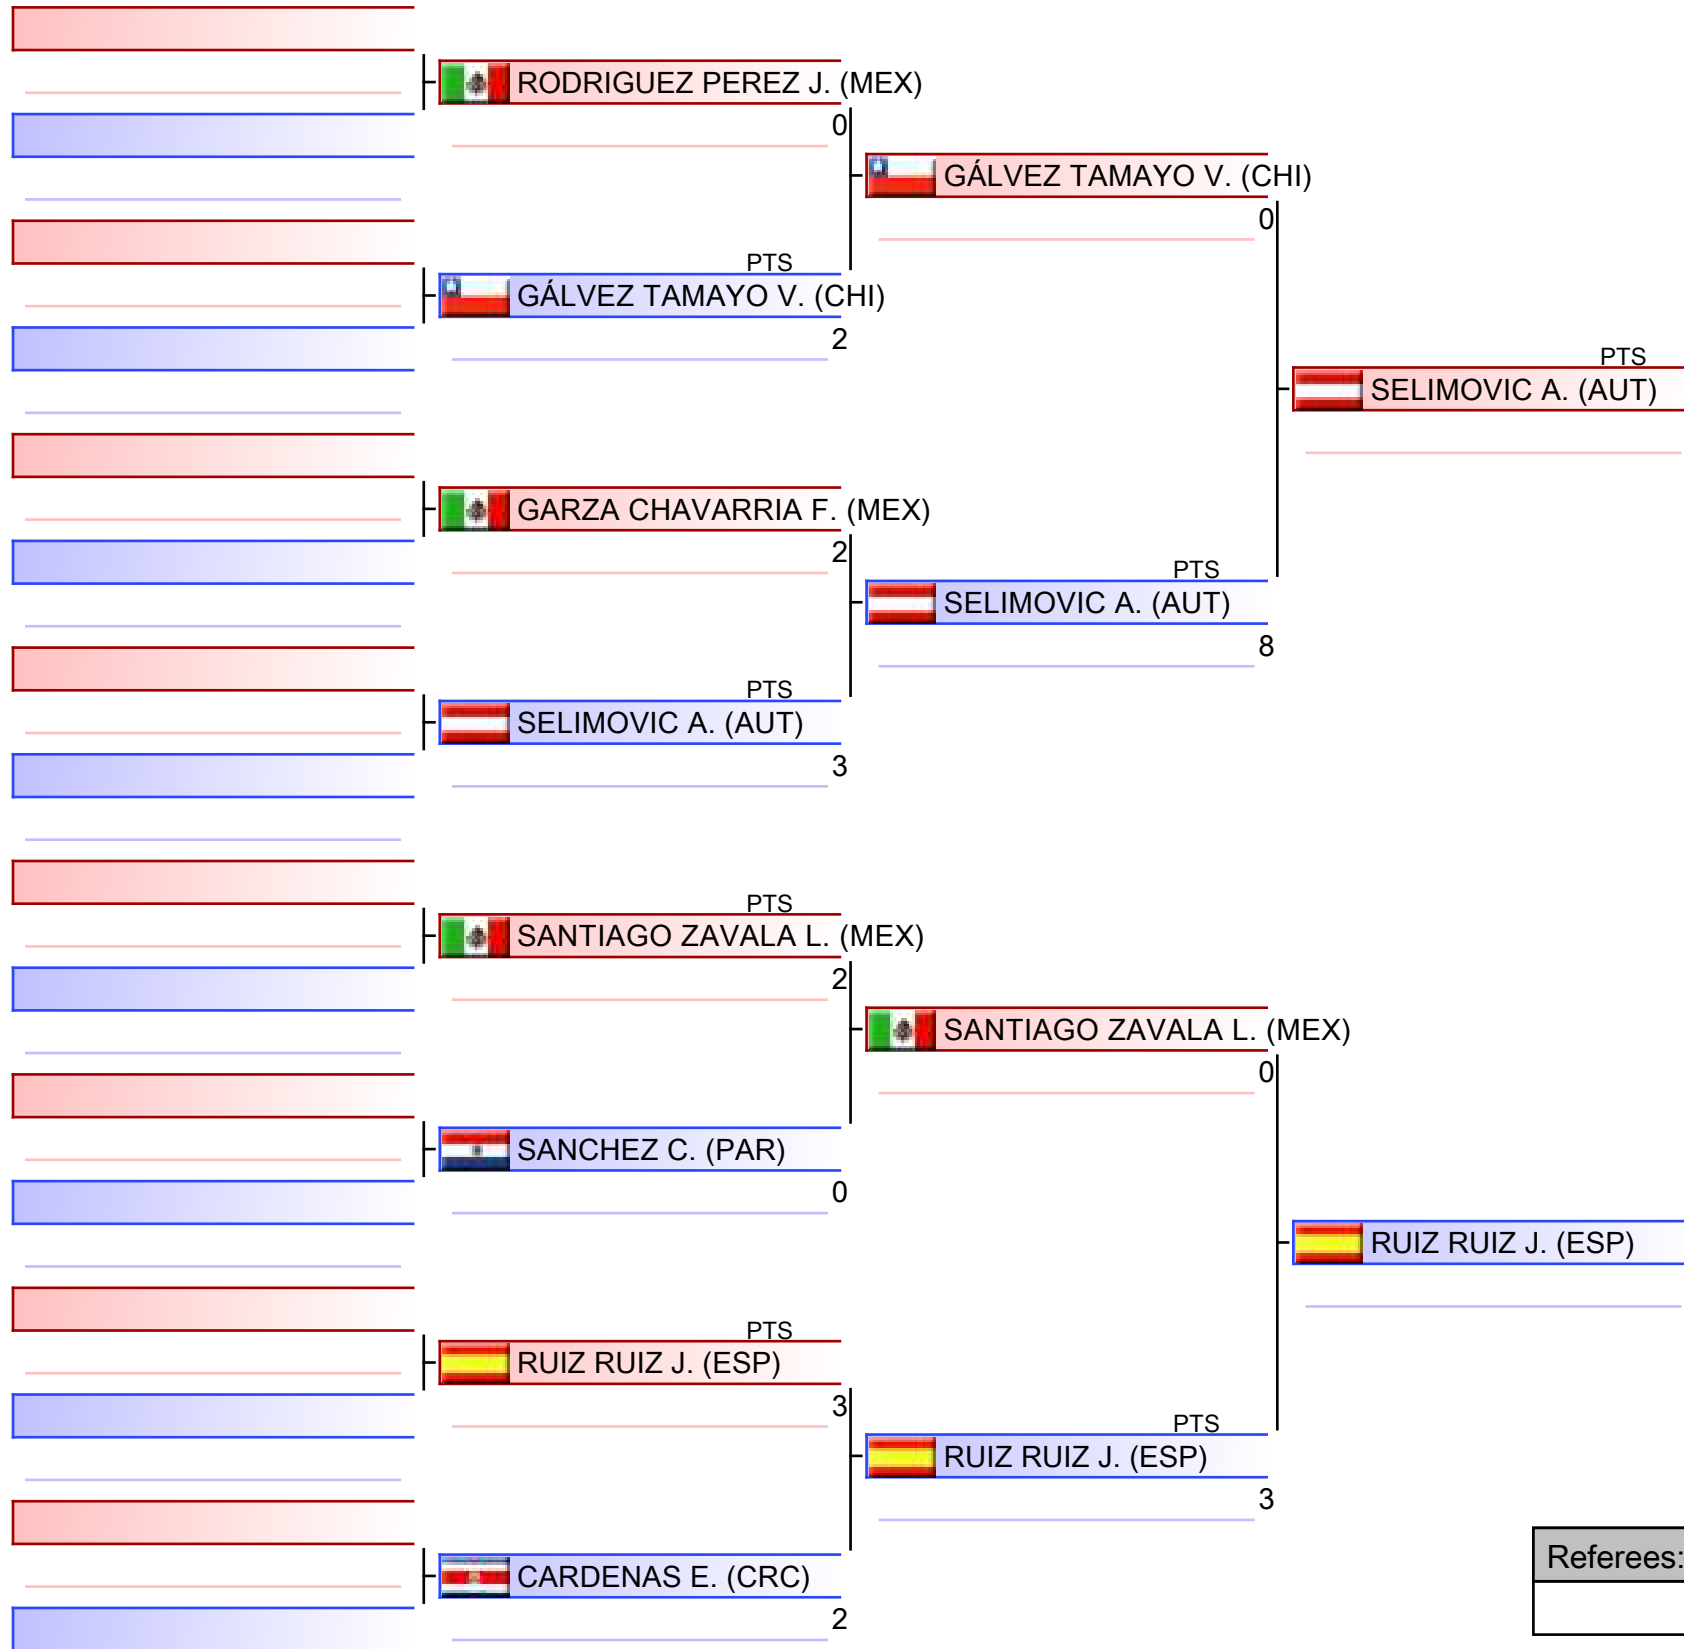 RODRIGUEZ PEREZ J. (MEX)
0
PTS
GÁLVEZ TAMAYO V. (CHI)
2
GARZA CHAVARRIA F. (MEX)
2
PTS
SELIMOVIC A. (AUT)
3
PTS
SANTIAGO ZAVALA L. (MEX)
2
SANCHEZ C. (PAR)
0
PTS
RUIZ RUIZ J. (ESP)
3
CARDENAS E. (CRC)
2
GÁLVEZ TAMAYO V. (CHI)
0
PTS
SELIMOVIC A. (AUT)
8
SANTIAGO ZAVALA L. (MEX)
0
PTS
RUIZ RUIZ J. (ESP)
3
PTS
SELIMOVIC A. (AUT)
RUIZ RUIZ J. (ESP)
Referees: